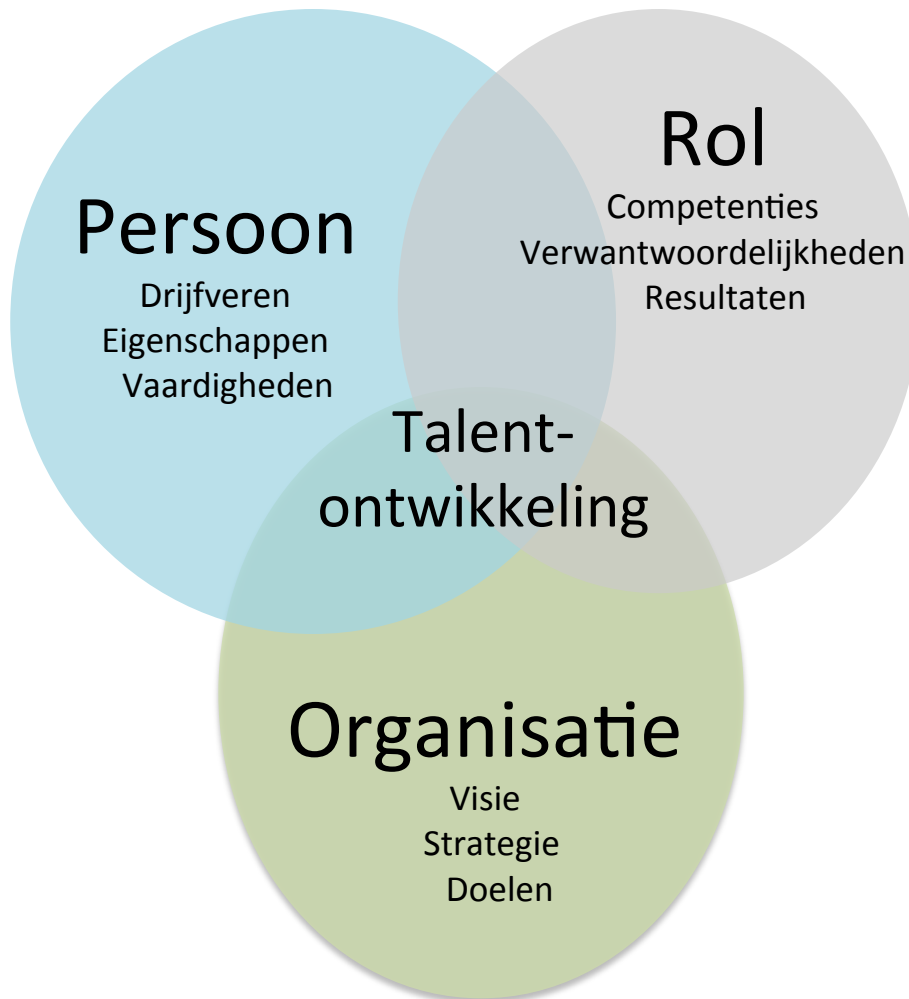 Persoon
Drijfveren
Eigenschappen
Vaardigheden
Rol
Competenties
Verwantwoordelijkheden
Resultaten
Talent-
ontwikkeling
Organisatie
Visie
Strategie
Doelen